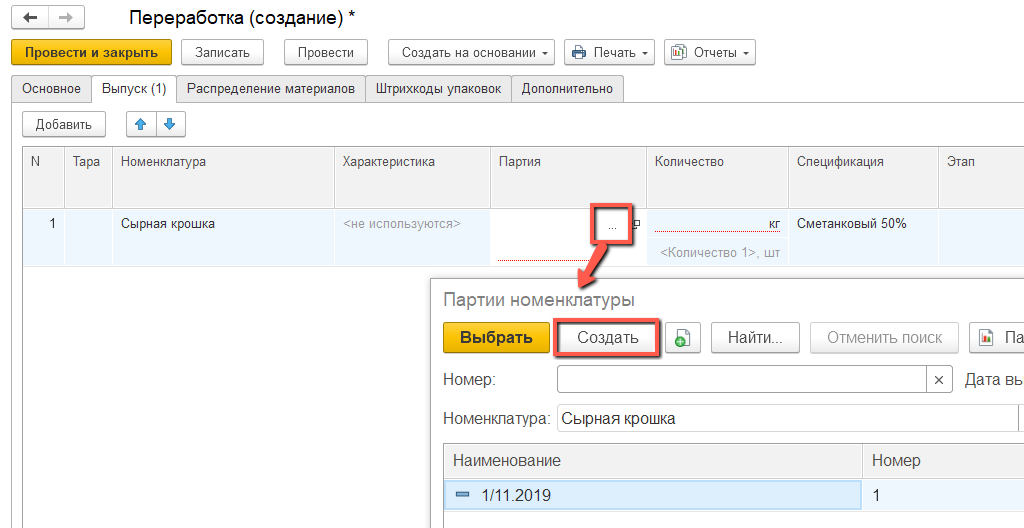 Переработка (создание) *
Провести и закрыть Записать Провести Создать на основании Печать Отчеты
Основное Выпуск (1) Распределение материалов Штрихкоды упаковок Дополнительно
Добавить
N Тара Номенклатура Характеристика Партия Количество Спецификация Этап
1 Сырная крошка <не используются> ... кг Сметанковый 50%
<Количество 1>, шт
Партии номенклатуры
Выбрать Создать Найти... Отменить поиск Па
Номер: × Дата вы
Номенклатура: Сырная крошка
Наименование Номер
1/11.2019 1